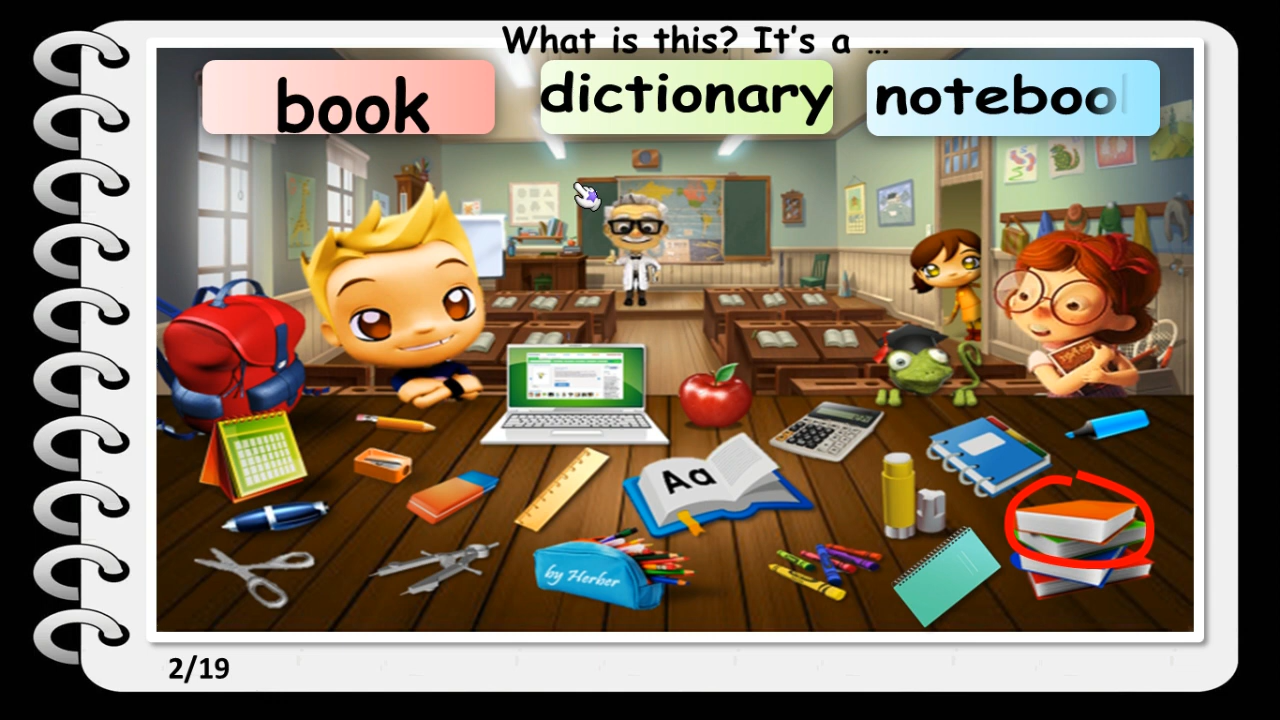 What is this? It's a ...
book
dictionary
noteboo
Aa
by Herber
2/19